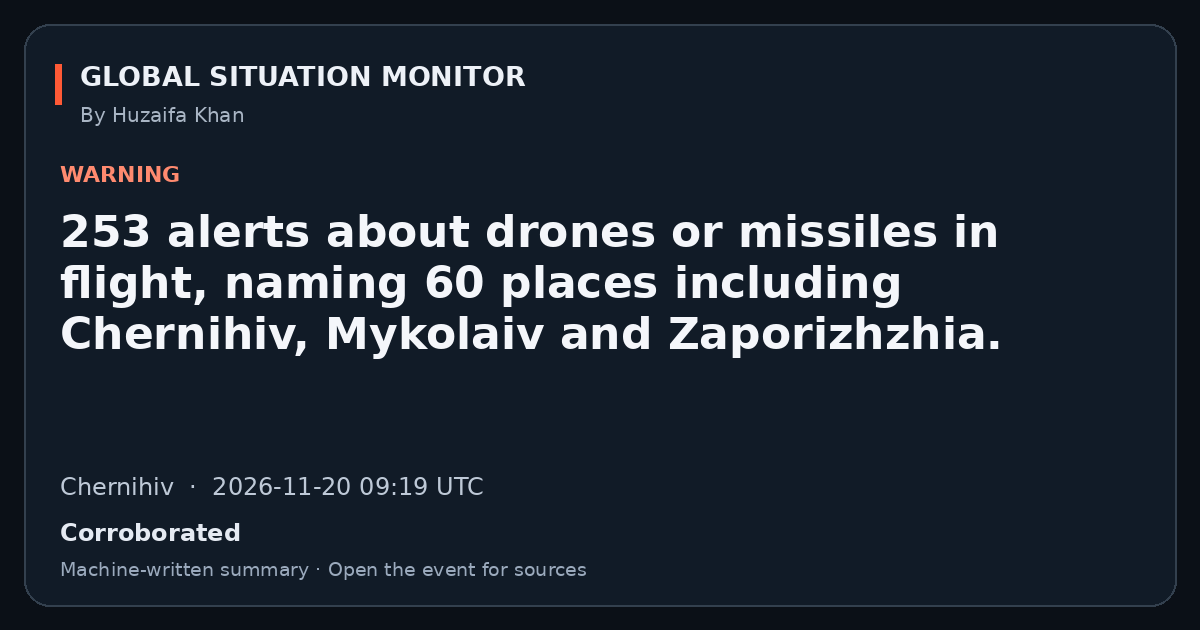 GLOBAL SITUATION MONITOR
By Huzaifa Khan
WARNING
253 alerts about drones or missiles in
flight, naming 60 places including
Chernihiv, Mykolaiv and Zaporizhzhia.
Chernihiv · 2026-11-20 09:19 UTC
Corroborated
Machine-written summary · Open the event for sources